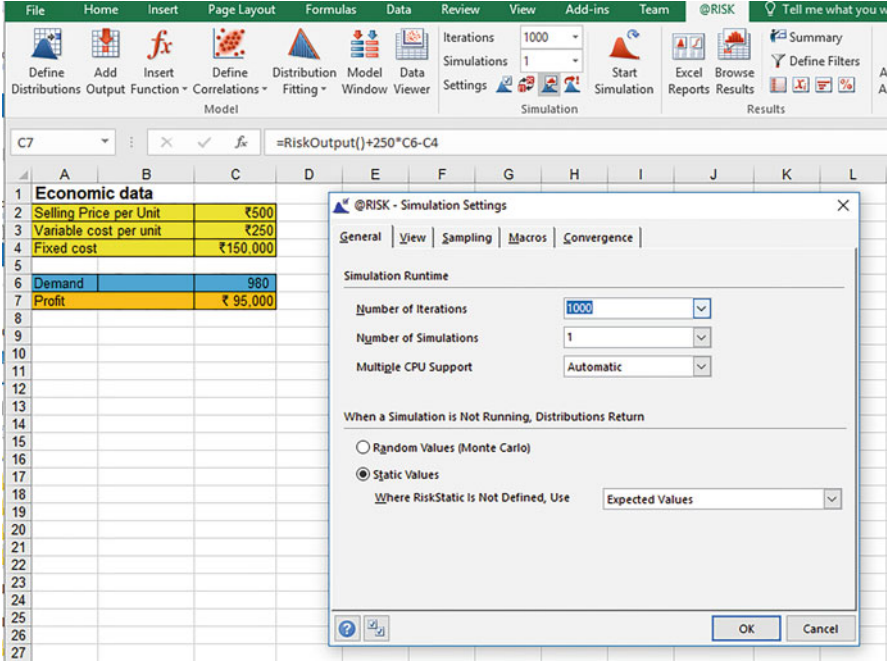 File Home Insert Page Layout Formulas Data Review View Add-ins Team @RISK Tell me what you w
Define Distributions
Add Output
Insert Function
Define Correlations
Distribution Fitting
Model Window
Data Viewer
Model
Iterations 1000
Simulations 1
Settings
Start Simulation
Simulation
Excel Reports
Browse Results
Summary
Define Filters
Results
C7 fx =RiskOutput()+250*C6-C4
A B C D E F G H I J K L
1 Economic data
2 Selling Price per Unit ₹500
3 Variable cost per unit ₹250
4 Fixed cost ₹150,000
5
6 Demand 980
7 Profit ₹ 95,000
8
9
10
11
12
13
14
15
16
17
18
19
20
21
22
23
24
25
26
27
@RISK - Simulation Settings
General View Sampling Macros Convergence
Simulation Runtime
Number of Iterations 1000
Number of Simulations 1
Multiple CPU Support Automatic
When a Simulation is Not Running, Distributions Return
Random Values (Monte Carlo)
Static Values
Where RiskStatic Is Not Defined, Use Expected Values
OK Cancel